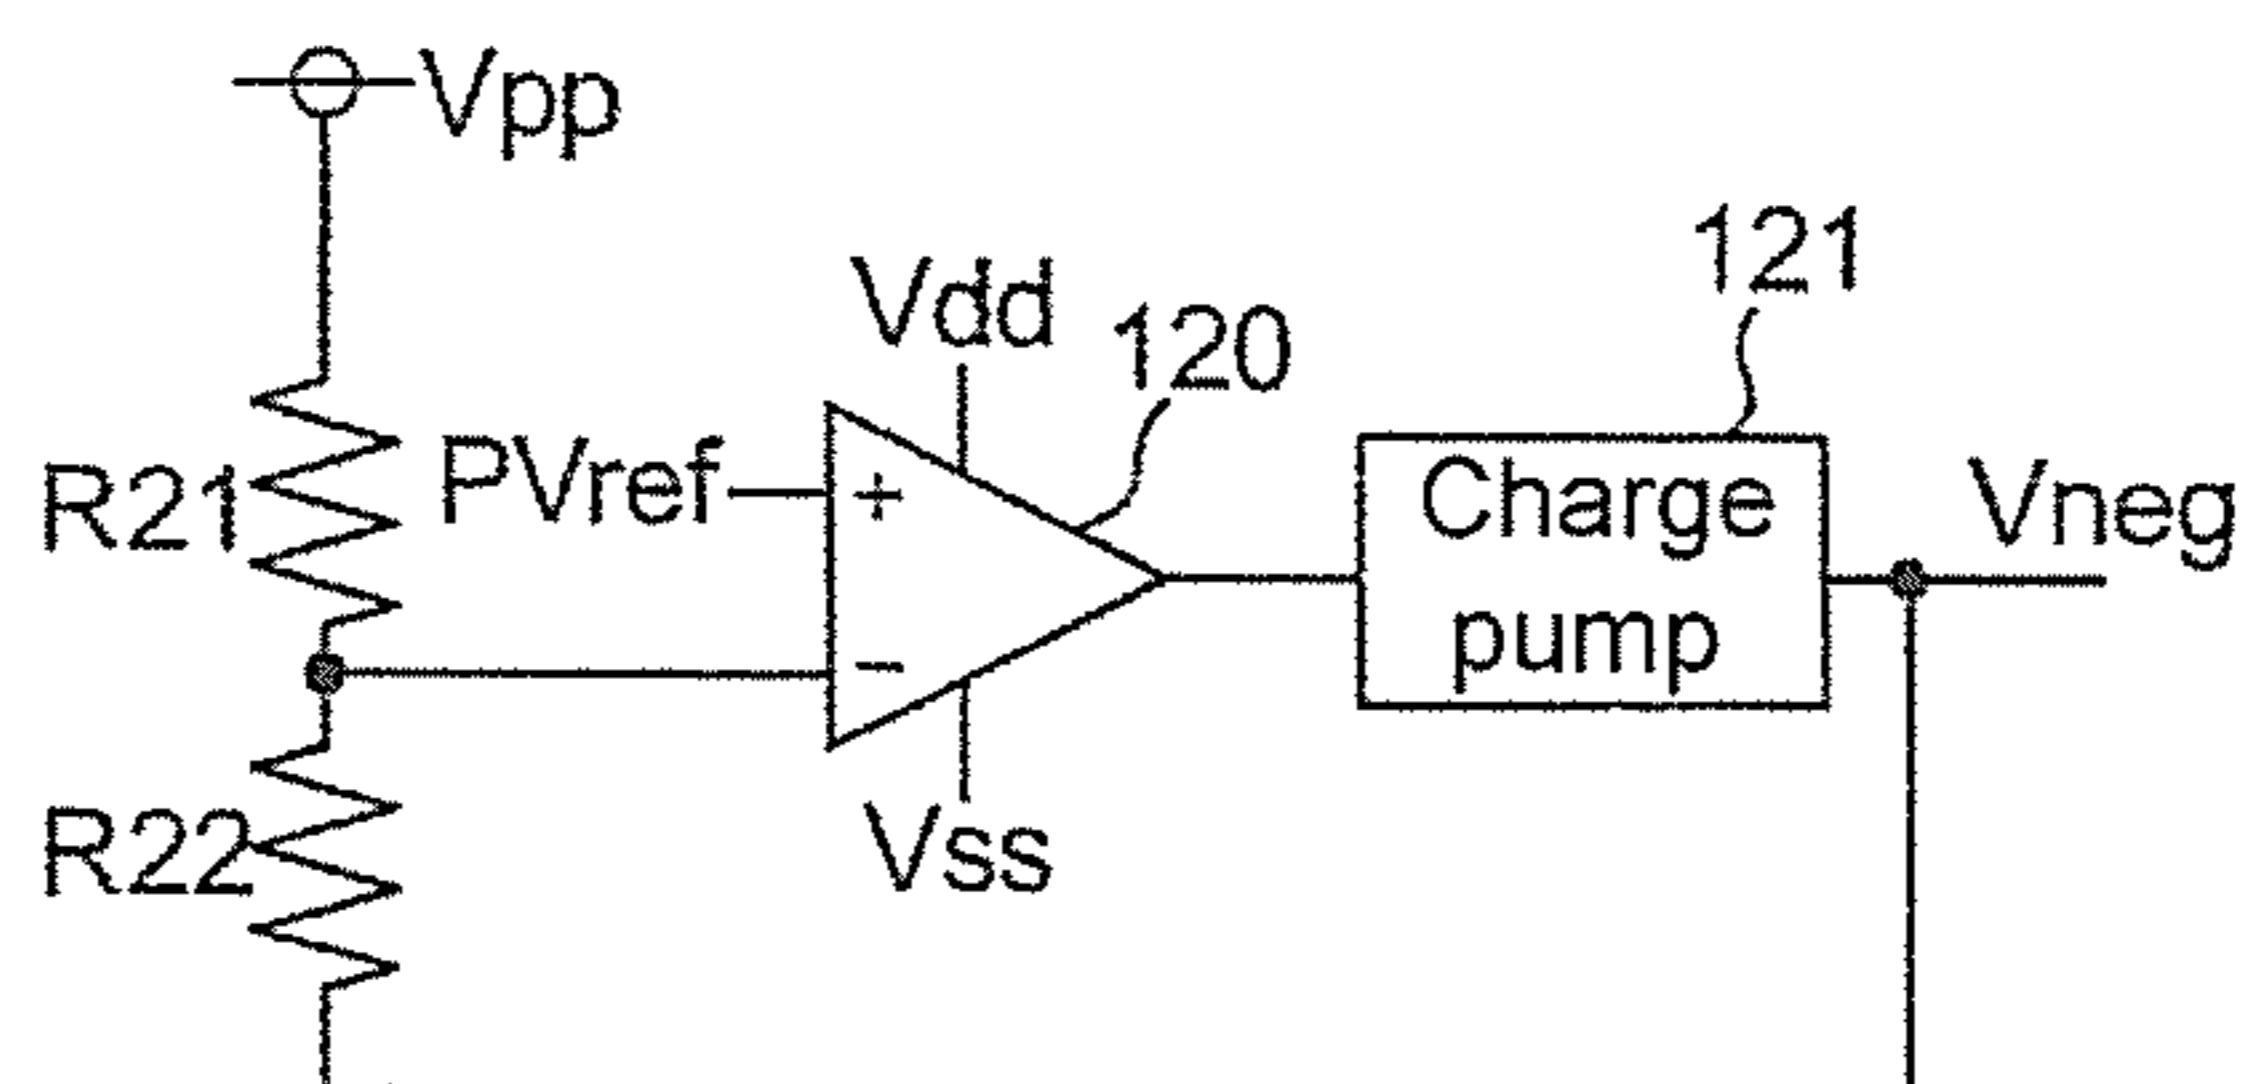 Vpp
121
Vdd
120
R21
PVref
+
Charge
pump
Vneg
−
R22
Vss